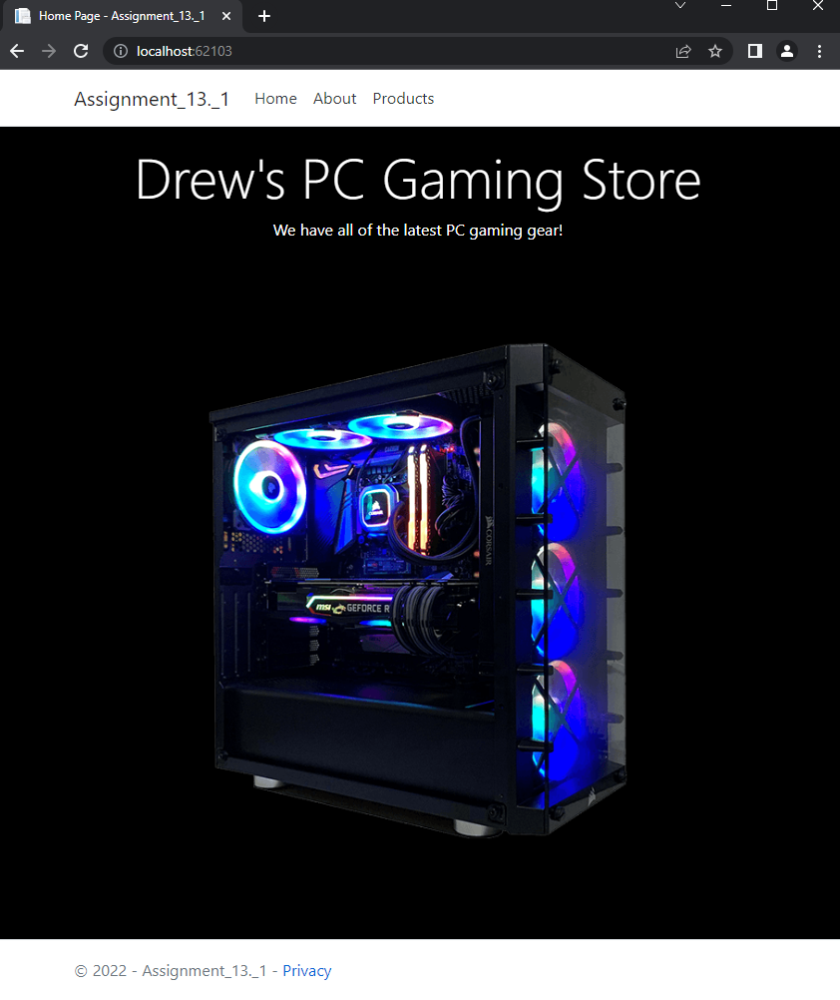 Home Page - Assignment_13._1
localhost:62103
Assignment_13._1 Home About Products
Drew's PC Gaming Store
We have all of the latest PC gaming gear!
CORSAIR
CORSAIR
msi GEFORCE R
© 2022 - Assignment_13._1 - Privacy